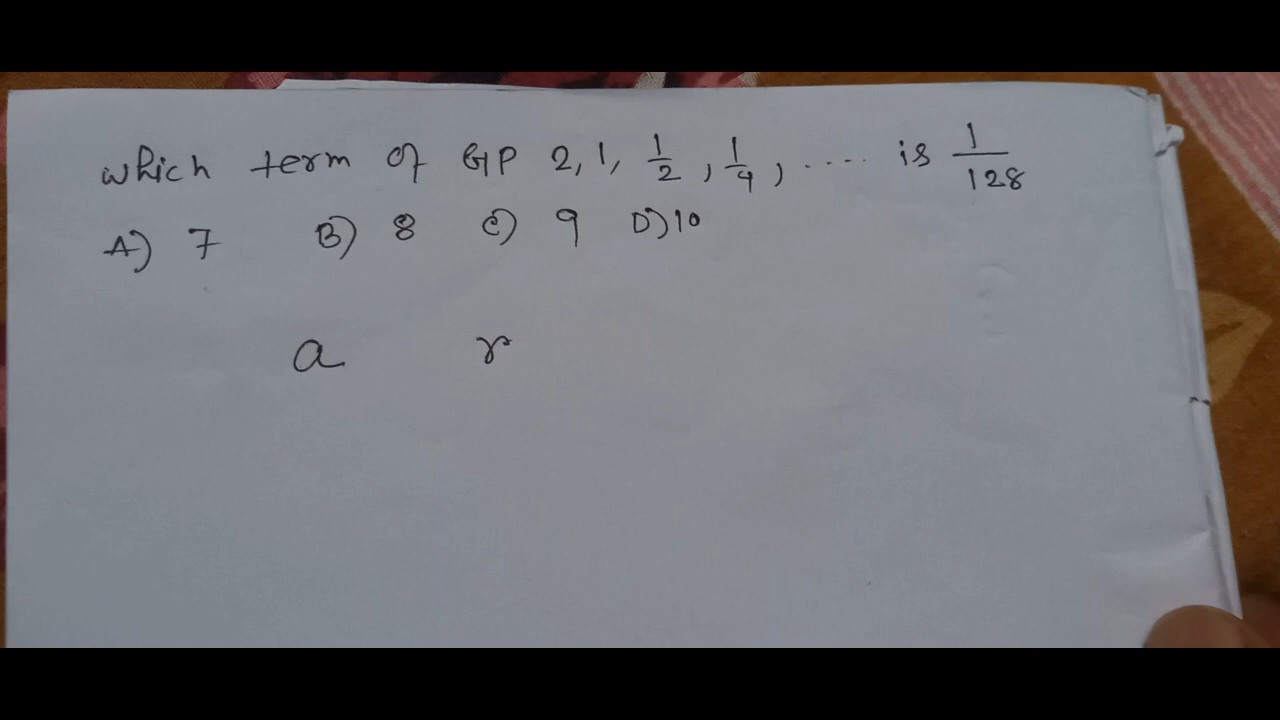 which term of GP 2, 1, 1/2, 1/4, .... is 1/128
A) 7 B) 8 C) 9 D) 10
a r